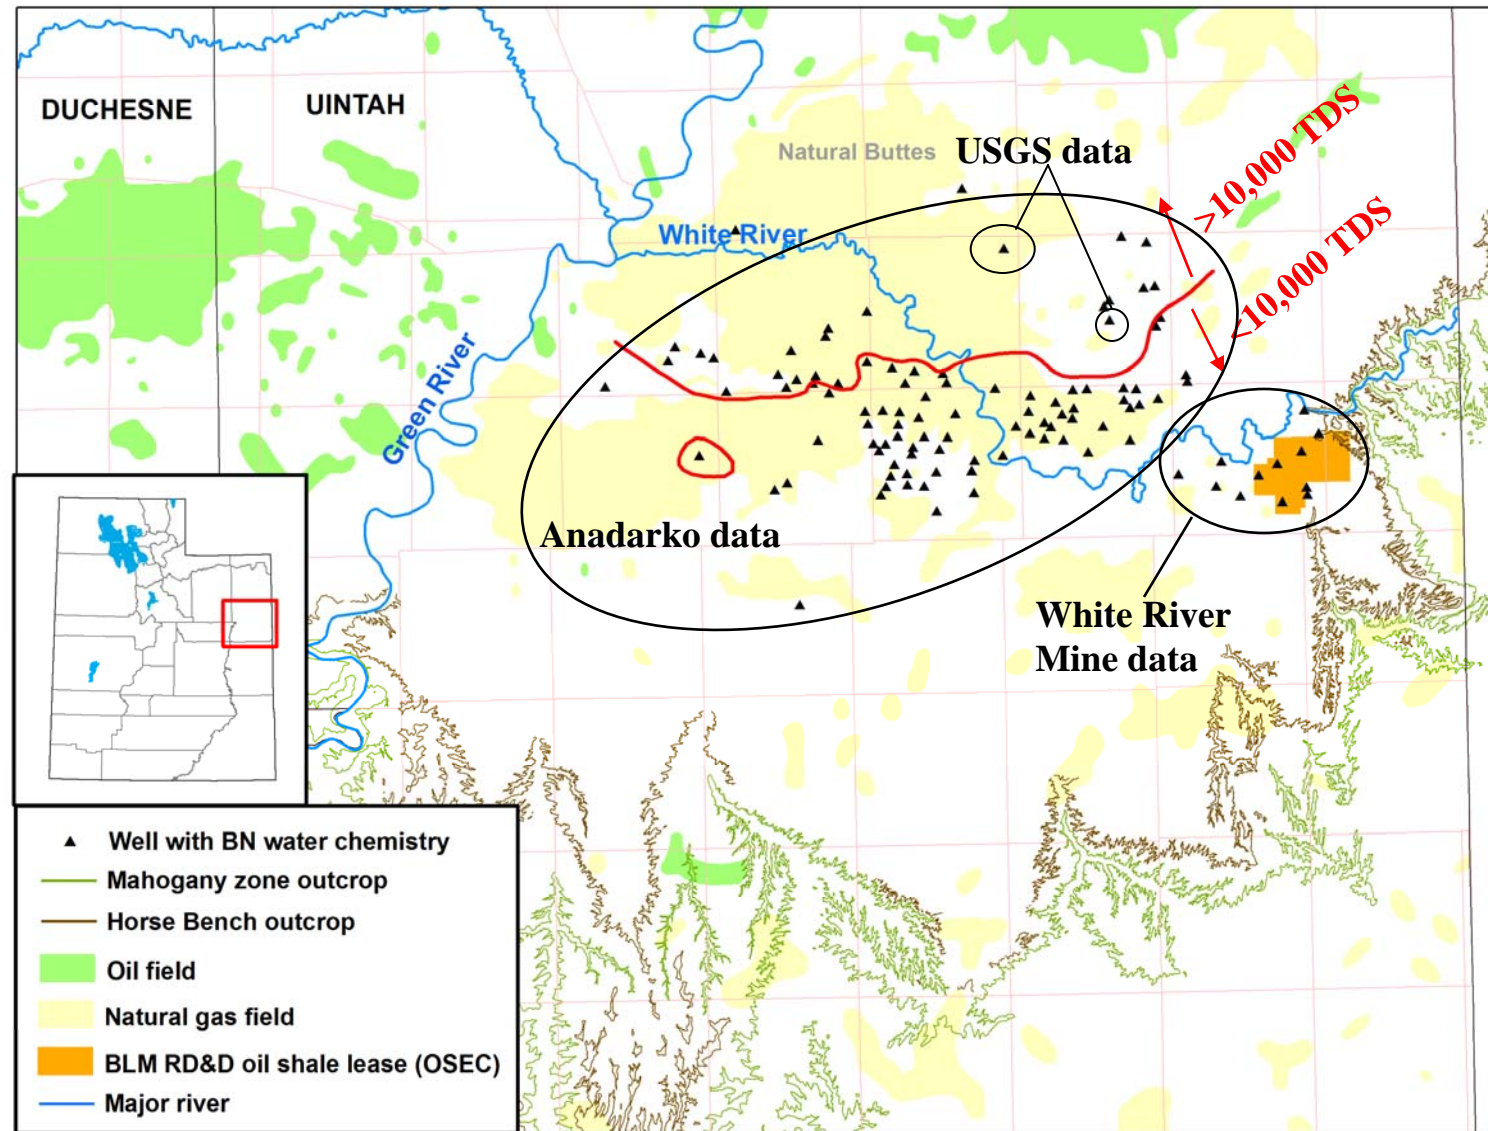 DUCHESNE
UINTAH
Natural Buttes
USGS data
>10,000 TDS
<10,000 TDS
White River
Green River
Anadarko data
White River
Mine data
Well with BN water chemistry
Mahogany zone outcrop
Horse Bench outcrop
Oil field
Natural gas field
BLM RD&D oil shale lease (OSEC)
Major river